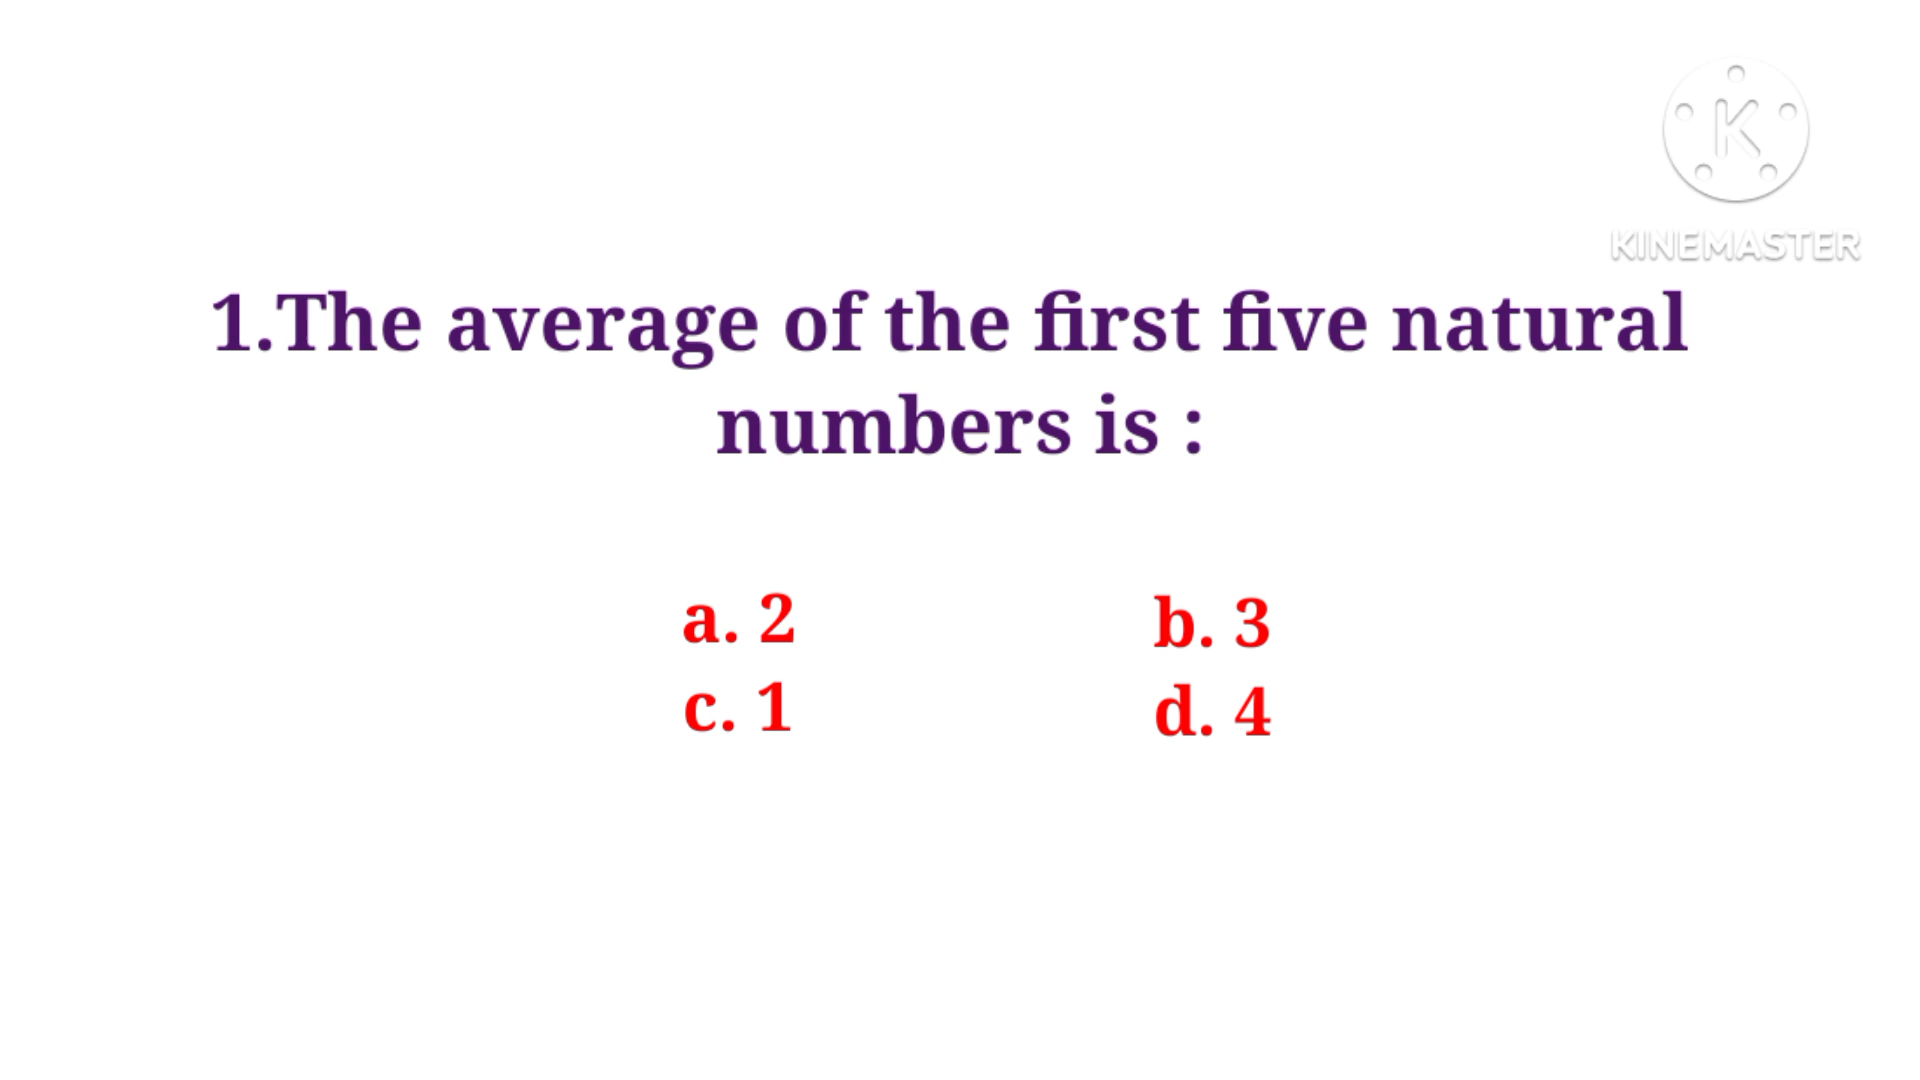 K
KINEMASTER
1.The average of the first five natural
numbers is :
a. 2 b. 3
c. 1 d. 4